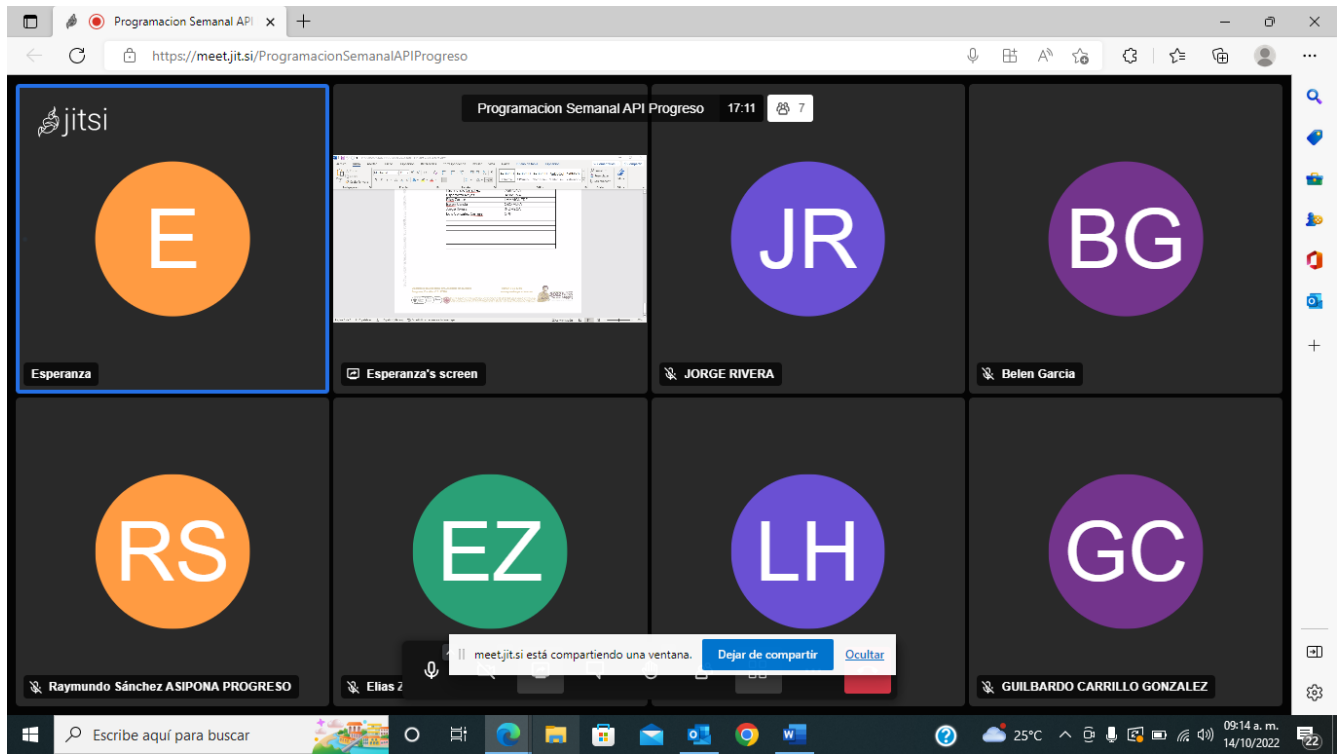 Programacion Semanal API
https://meet.jit.si/ProgramacionSemanalAPIProgreso
jitsi
Programacion Semanal API Progreso 17:11 7
E
JR
BG
Esperanza
Esperanza's screen
JORGE RIVERA
Belen Garcia
RS
EZ
LH
GC
meet.jit.si está compartiendo una ventana. Dejar de compartir Ocultar
Raymundo Sánchez ASIPONA PROGRESO
Elias Z
GUILBARDO CARRILLO GONZALEZ
Escribe aquí para buscar
25°C
09:14 a. m.
14/10/2022
22